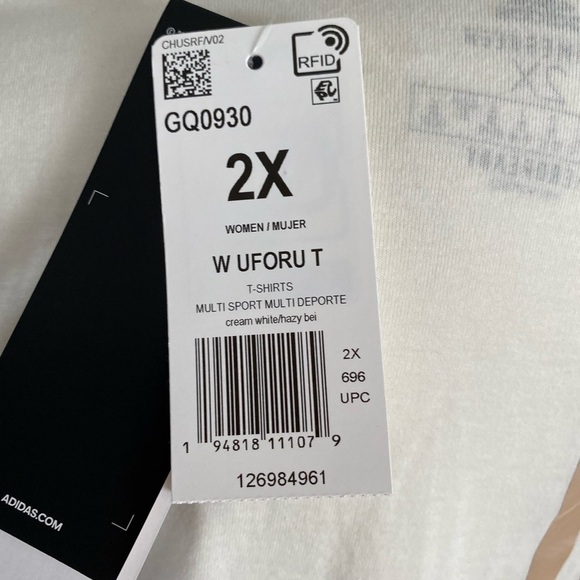 CHUSRF/V02
RFID
GQ0930
2X
WOMEN / MUJER
W UFORU T
T-SHIRTS
MULTI SPORT MULTI DEPORTE
cream white/hazy bei
2X
696
UPC
1 94818 11107 9
126984961
ADIDAS.COM